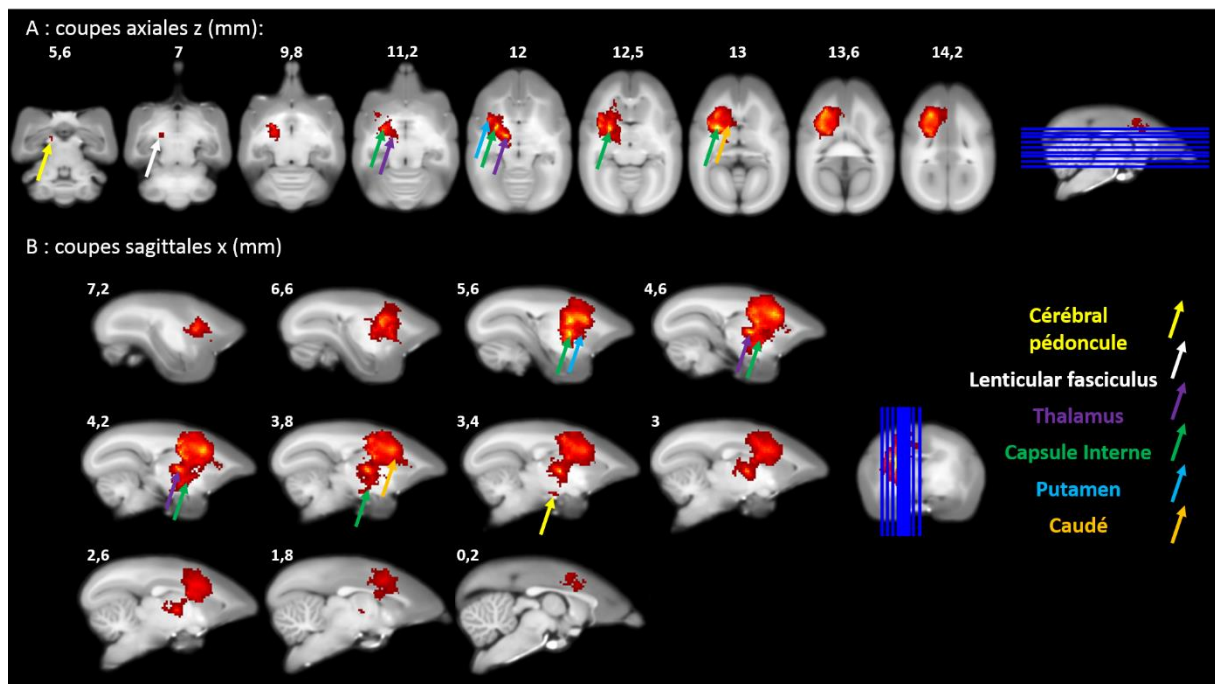 A : coupes axiales z (mm):
5,6 7 9,8 11,2 12 12,5 13 13,6 14,2
B : coupes sagittales x (mm)
7,2 6,6 5,6 4,6
Cérébral
pédoncule
Lenticular fasciculus
Thalamus
Capsule Interne
Putamen
Caudé
4,2 3,8 3,4 3
2,6 1,8 0,2